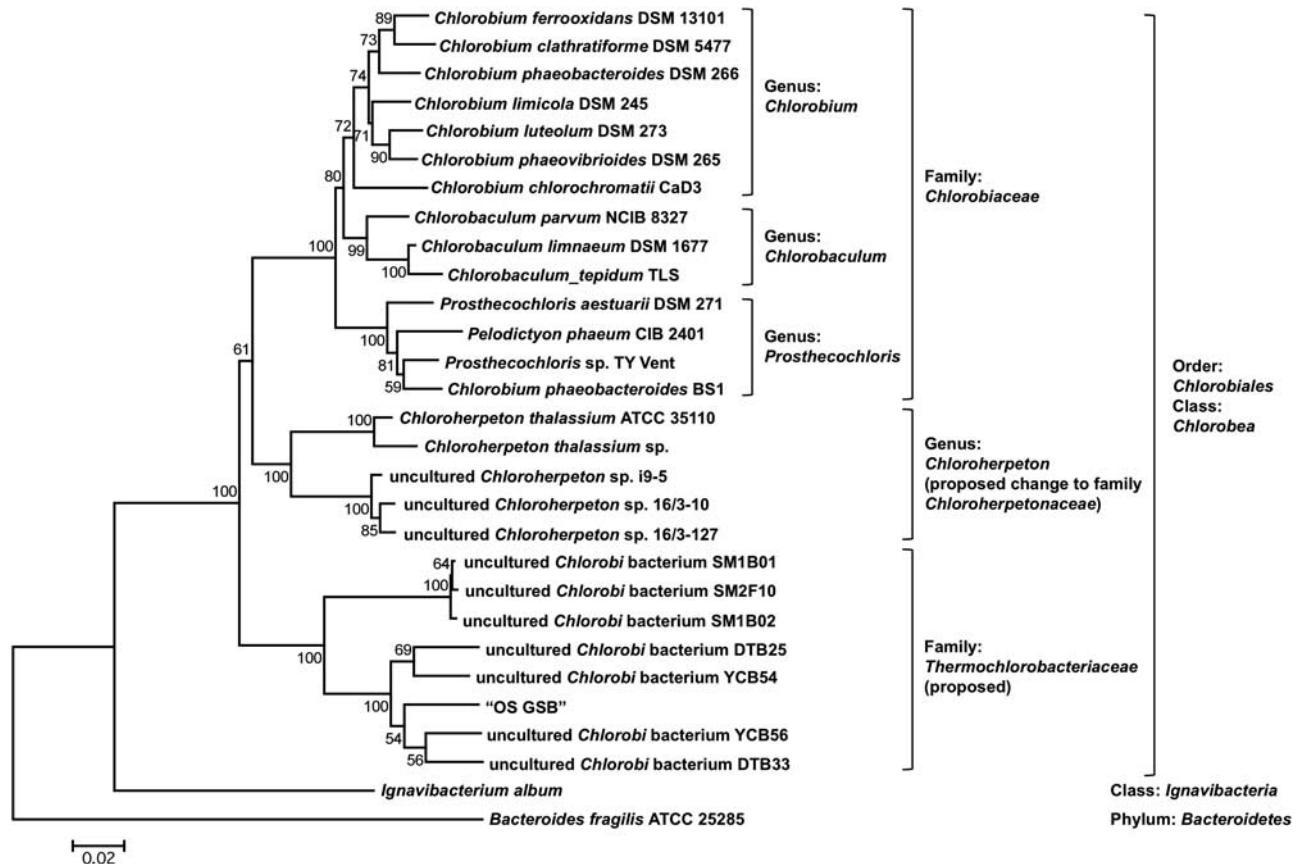 89
Chlorobium ferrooxidans DSM 13101
73
Chlorobium clathratiforme DSM 5477
74
Chlorobium phaeobacteroides DSM 266
Chlorobium limicola DSM 245
72
71
Chlorobium luteolum DSM 273
90
Chlorobium phaeovibrioides DSM 265
80
Chlorobium chlorochromatii CaD3
Genus:
Chlorobium
Chlorobaculum parvum NCIB 8327
99
Chlorobaculum limnaeum DSM 1677
100
100
Chlorobaculum_tepidum TLS
Genus:
Chlorobaculum
Prosthecochloris aestuarii DSM 271
100
Pelodictyon phaeum CIB 2401
81
Prosthecochloris sp. TY Vent
59
Chlorobium phaeobacteroides BS1
Genus:
Prosthecochloris
Family:
Chlorobiaceae
61
100
Chloroherpeton thalassium ATCC 35110
Chloroherpeton thalassium sp.
100
uncultured Chloroherpeton sp. i9-5
100
100
uncultured Chloroherpeton sp. 16/3-10
85
uncultured Chloroherpeton sp. 16/3-127
Genus:
Chloroherpeton
(proposed change to family
Chloroherpetonaceae)
64
uncultured Chlorobi bacterium SM1B01
100
uncultured Chlorobi bacterium SM2F10
uncultured Chlorobi bacterium SM1B02
100
69
uncultured Chlorobi bacterium DTB25
uncultured Chlorobi bacterium YCB54
100
"OS GSB"
54
uncultured Chlorobi bacterium YCB56
56
uncultured Chlorobi bacterium DTB33
Family:
Thermochlorobacteriaceae
(proposed)
Order:
Chlorobiales
Class:
Chlorobea
Ignavibacterium album
Class: Ignavibacteria
Bacteroides fragilis ATCC 25285
Phylum: Bacteroidetes
0.02